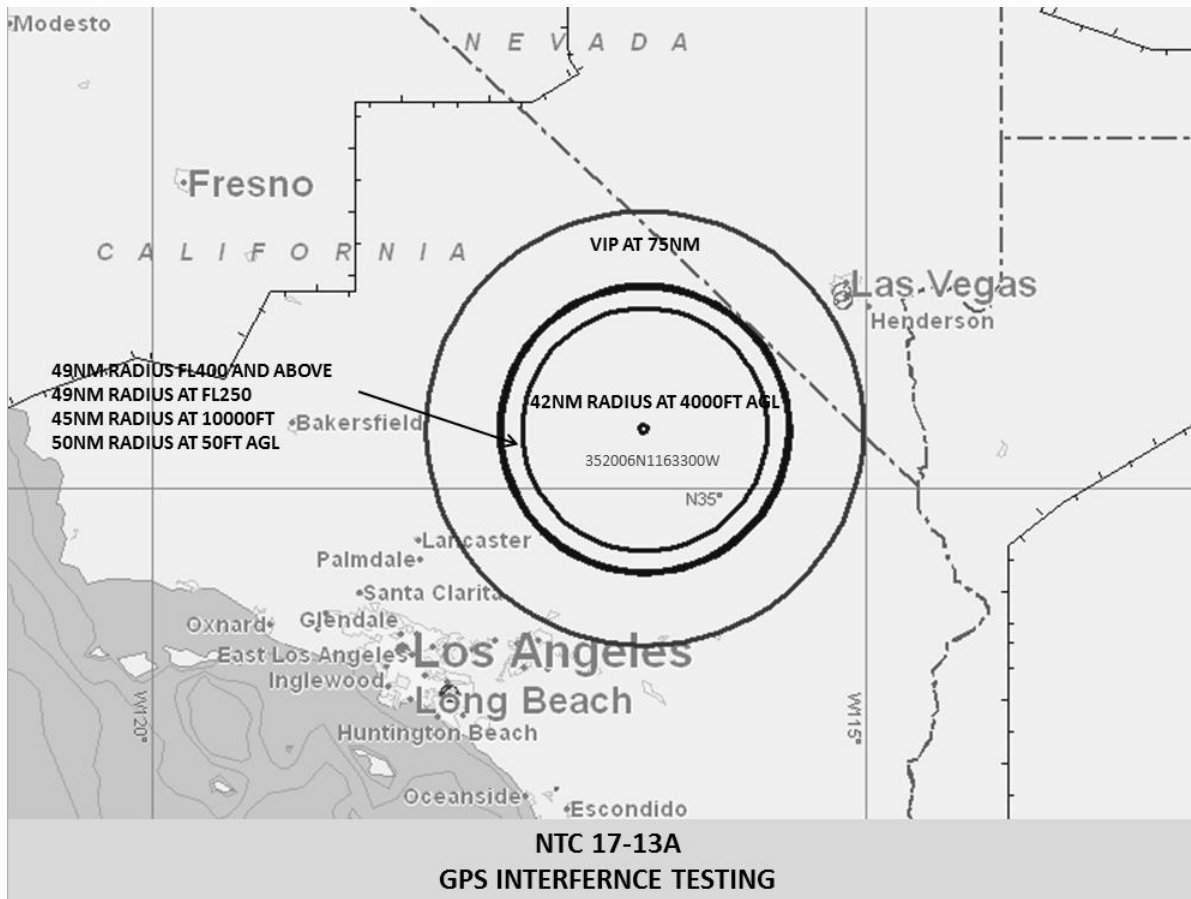 Modesto
N E V A D A
Fresno
C A L I F O R N I A
VIP AT 75NM
Las Vegas
Henderson
49NM RADIUS FL400 AND ABOVE
49NM RADIUS AT FL250
45NM RADIUS AT 10000FT
50NM RADIUS AT 50FT AGL
42NM RADIUS AT 4000FT AGL
Bakersfield
352006N1163300W
N35°
Lancaster
Palmdale
Santa Clarita
Oxnard
Glendale
East Los Angeles
Los Angeles
Inglewood
Long Beach
W120°
W115°
Huntington Beach
Oceanside
Escondido
NTC 17-13A
GPS INTERFERNCE TESTING